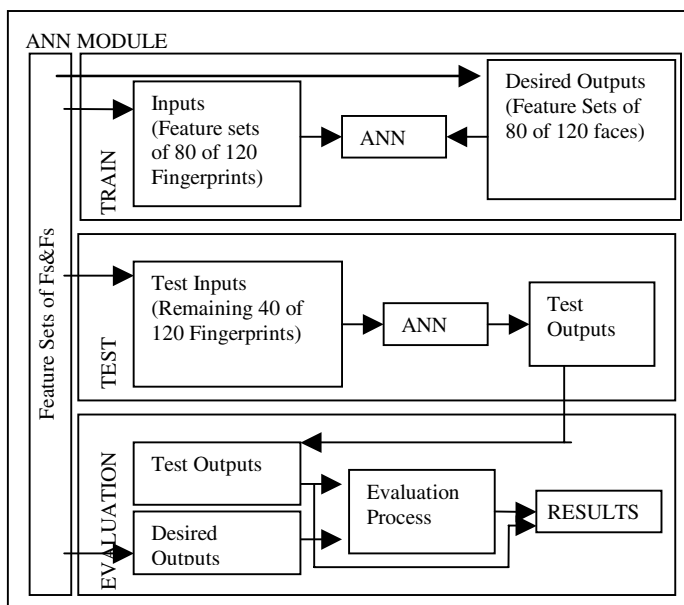 ANN MODULE
Feature Sets of Fs&Fs
TRAIN
Inputs
(Feature sets
of 80 of 120
Fingerprints)
ANN
Desired Outputs
(Feature Sets of
80 of 120 faces)
TEST
Test Inputs
(Remaining 40 of
120 Fingerprints)
ANN
Test
Outputs
EVALUATION
Test Outputs
Desired
Outputs
Evaluation
Process
RESULTS